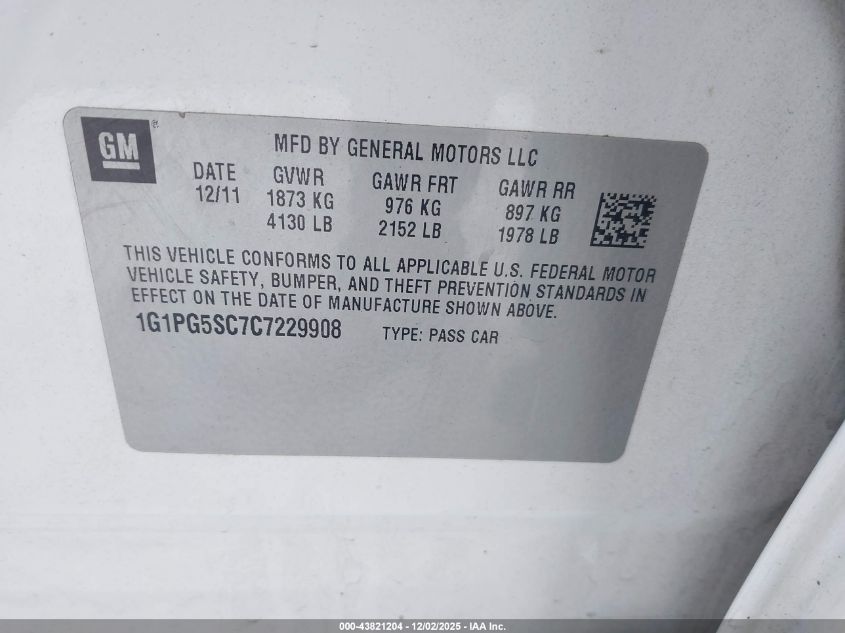 GM
MFD BY GENERAL MOTORS LLC
DATE GVWR GAWR FRT GAWR RR
12/11 1873 KG 976 KG 897 KG
4130 LB 2152 LB 1978 LB
THIS VEHICLE CONFORMS TO ALL APPLICABLE U.S. FEDERAL MOTOR
VEHICLE SAFETY, BUMPER, AND THEFT PREVENTION STANDARDS IN
EFFECT ON THE DATE OF MANUFACTURE SHOWN ABOVE.
1G1PG5SC7C7229908 TYPE: PASS CAR
000-43821204 - 12/02/2025 - IAA Inc.